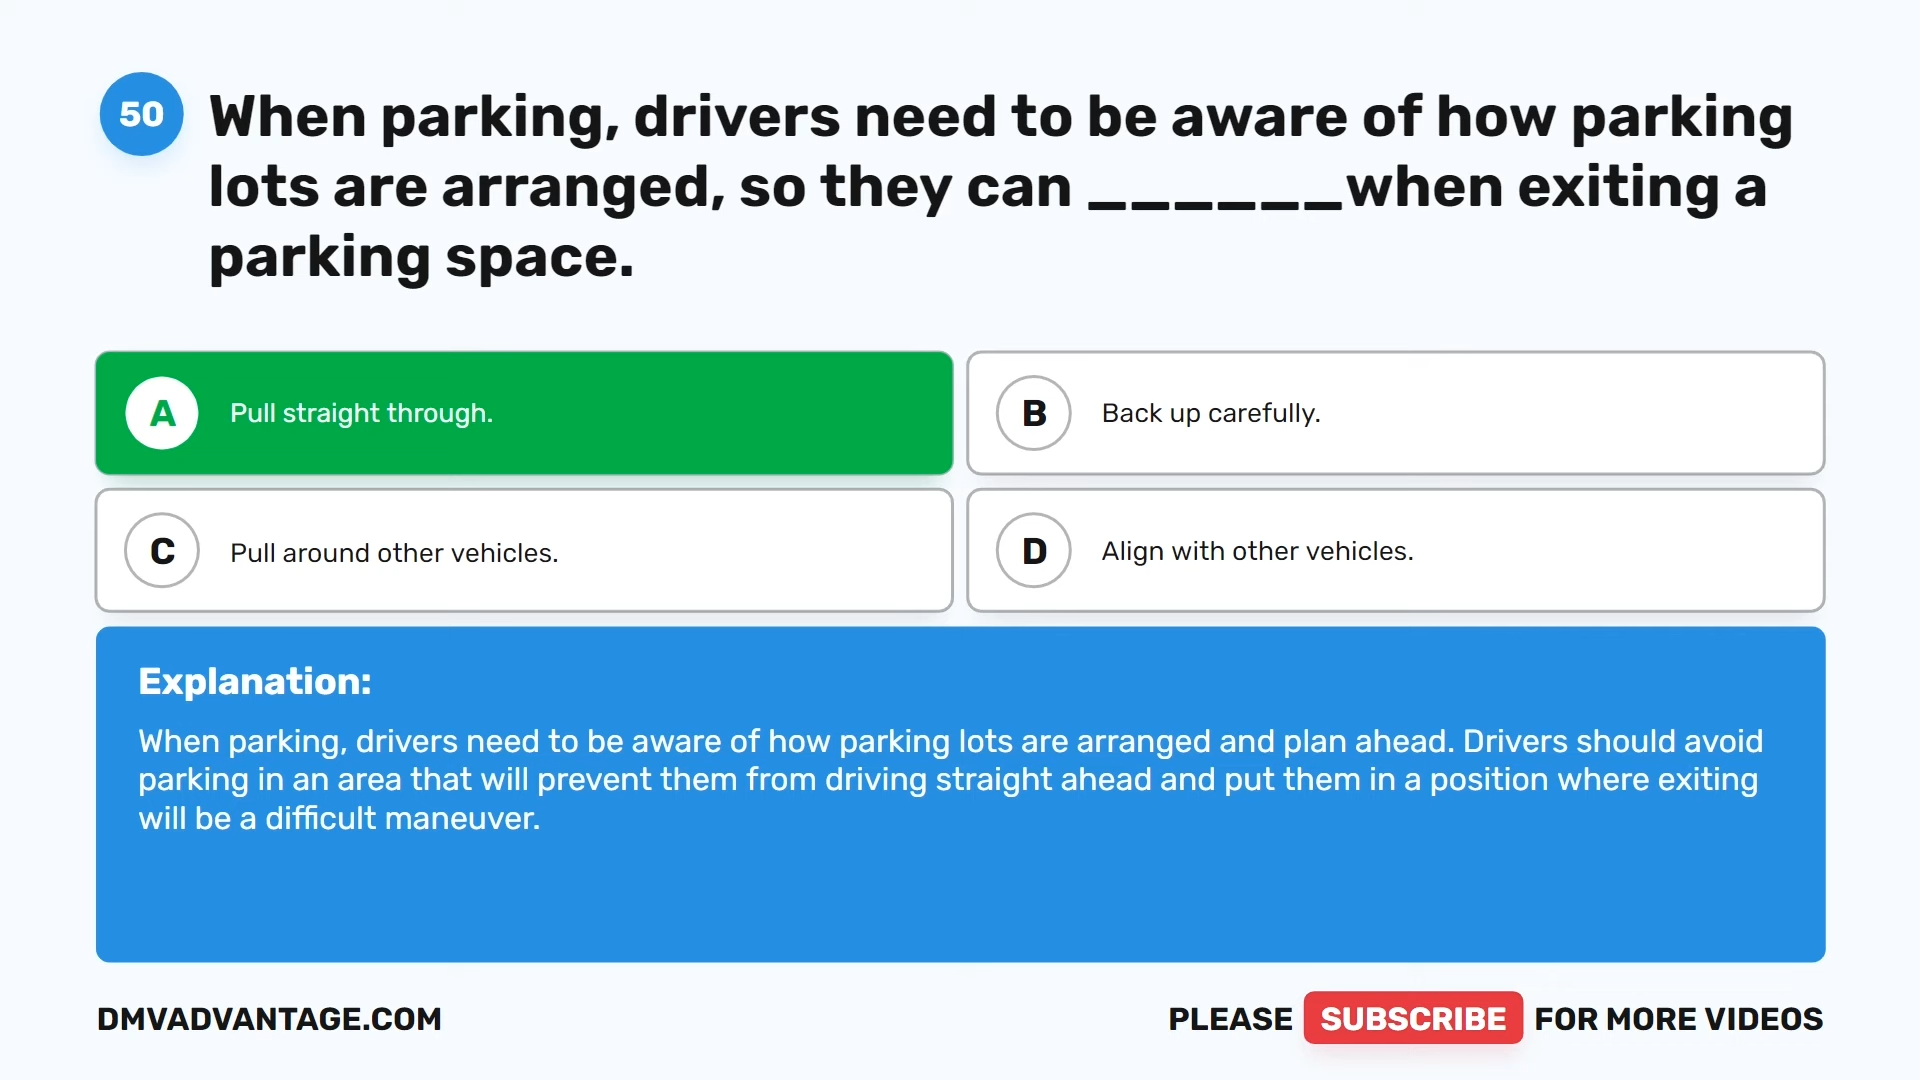 50
When parking, drivers need to be aware of how parking
lots are arranged, so they can ______when exiting a
parking space.
A Pull straight through.
B Back up carefully.
C Pull around other vehicles.
D Align with other vehicles.
Explanation:
When parking, drivers need to be aware of how parking lots are arranged and plan ahead. Drivers should avoid
parking in an area that will prevent them from driving straight ahead and put them in a position where exiting
will be a difficult maneuver.
DMVADVANTAGE.COM
PLEASE SUBSCRIBE FOR MORE VIDEOS